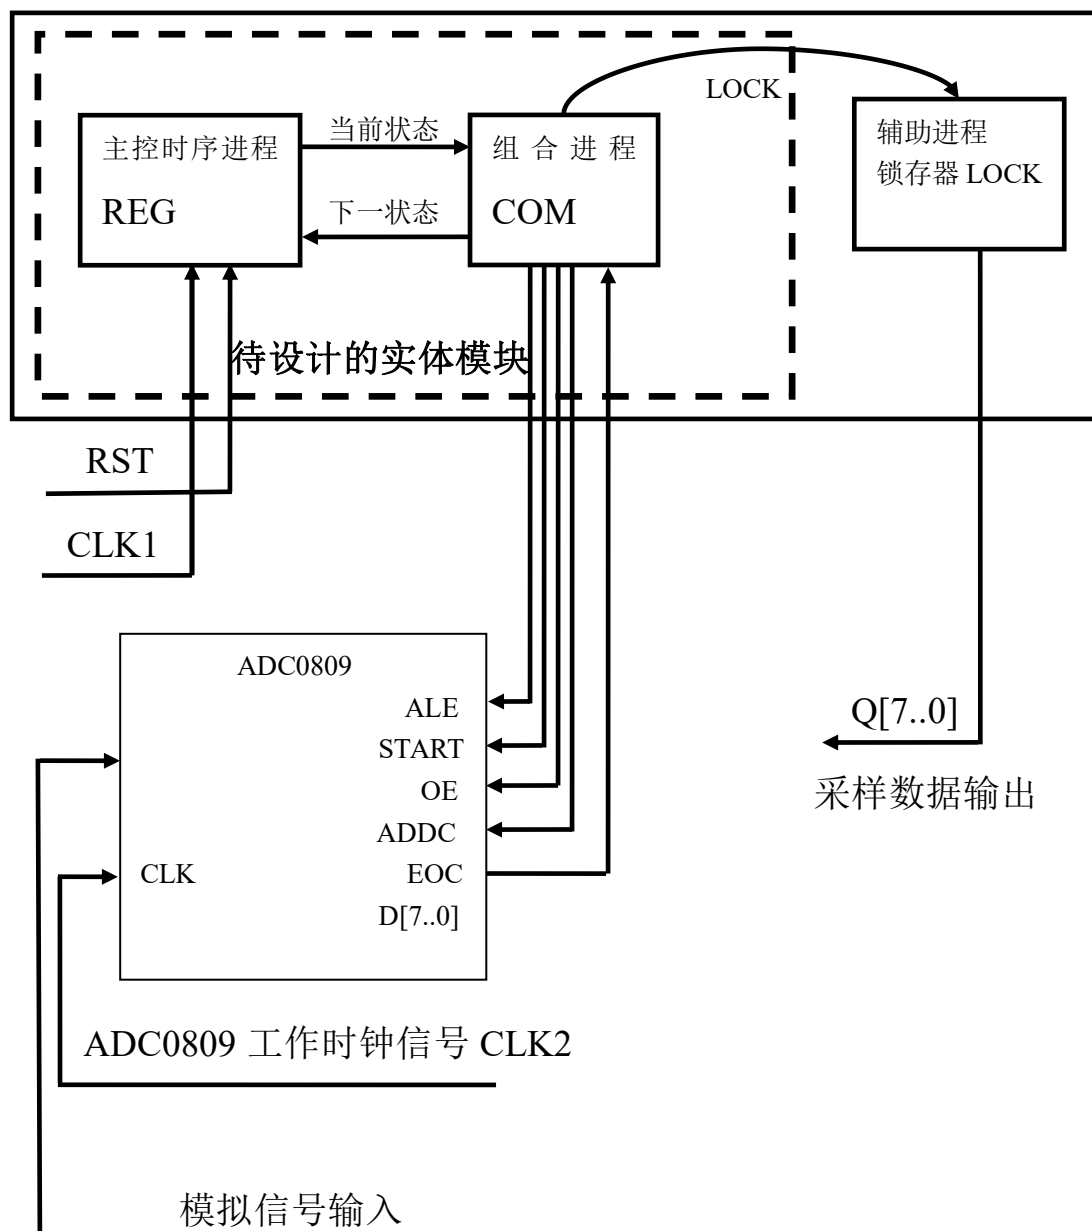 LOCK
主控时序进程
REG
当前状态
下一状态
组合进程
COM
辅助进程
锁存器 LOCK
待设计的实体模块
RST
CLK1
ADC0809
ALE
START
OE
ADDC
CLK
EOC
D[7..0]
Q[7..0]
采样数据输出
ADC0809 工作时钟信号 CLK2
模拟信号输入